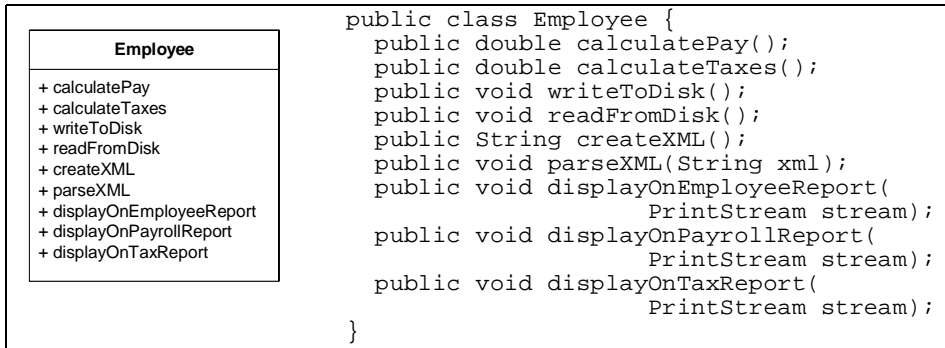 Employee
+ calculatePay
+ calculateTaxes
+ writeToDisk
+ readFromDisk
+ createXML
+ parseXML
+ displayOnEmployeeReport
+ displayOnPayrollReport
+ displayOnTaxReport
public class Employee {
public double calculatePay();
public double calculateTaxes();
public void writeToDisk();
public void readFromDisk();
public String createXML();
public void parseXML(String xml);
public void displayOnEmployeeReport(
PrintStream stream);
public void displayOnPayrollReport(
PrintStream stream);
public void displayOnTaxReport(
PrintStream stream);
}